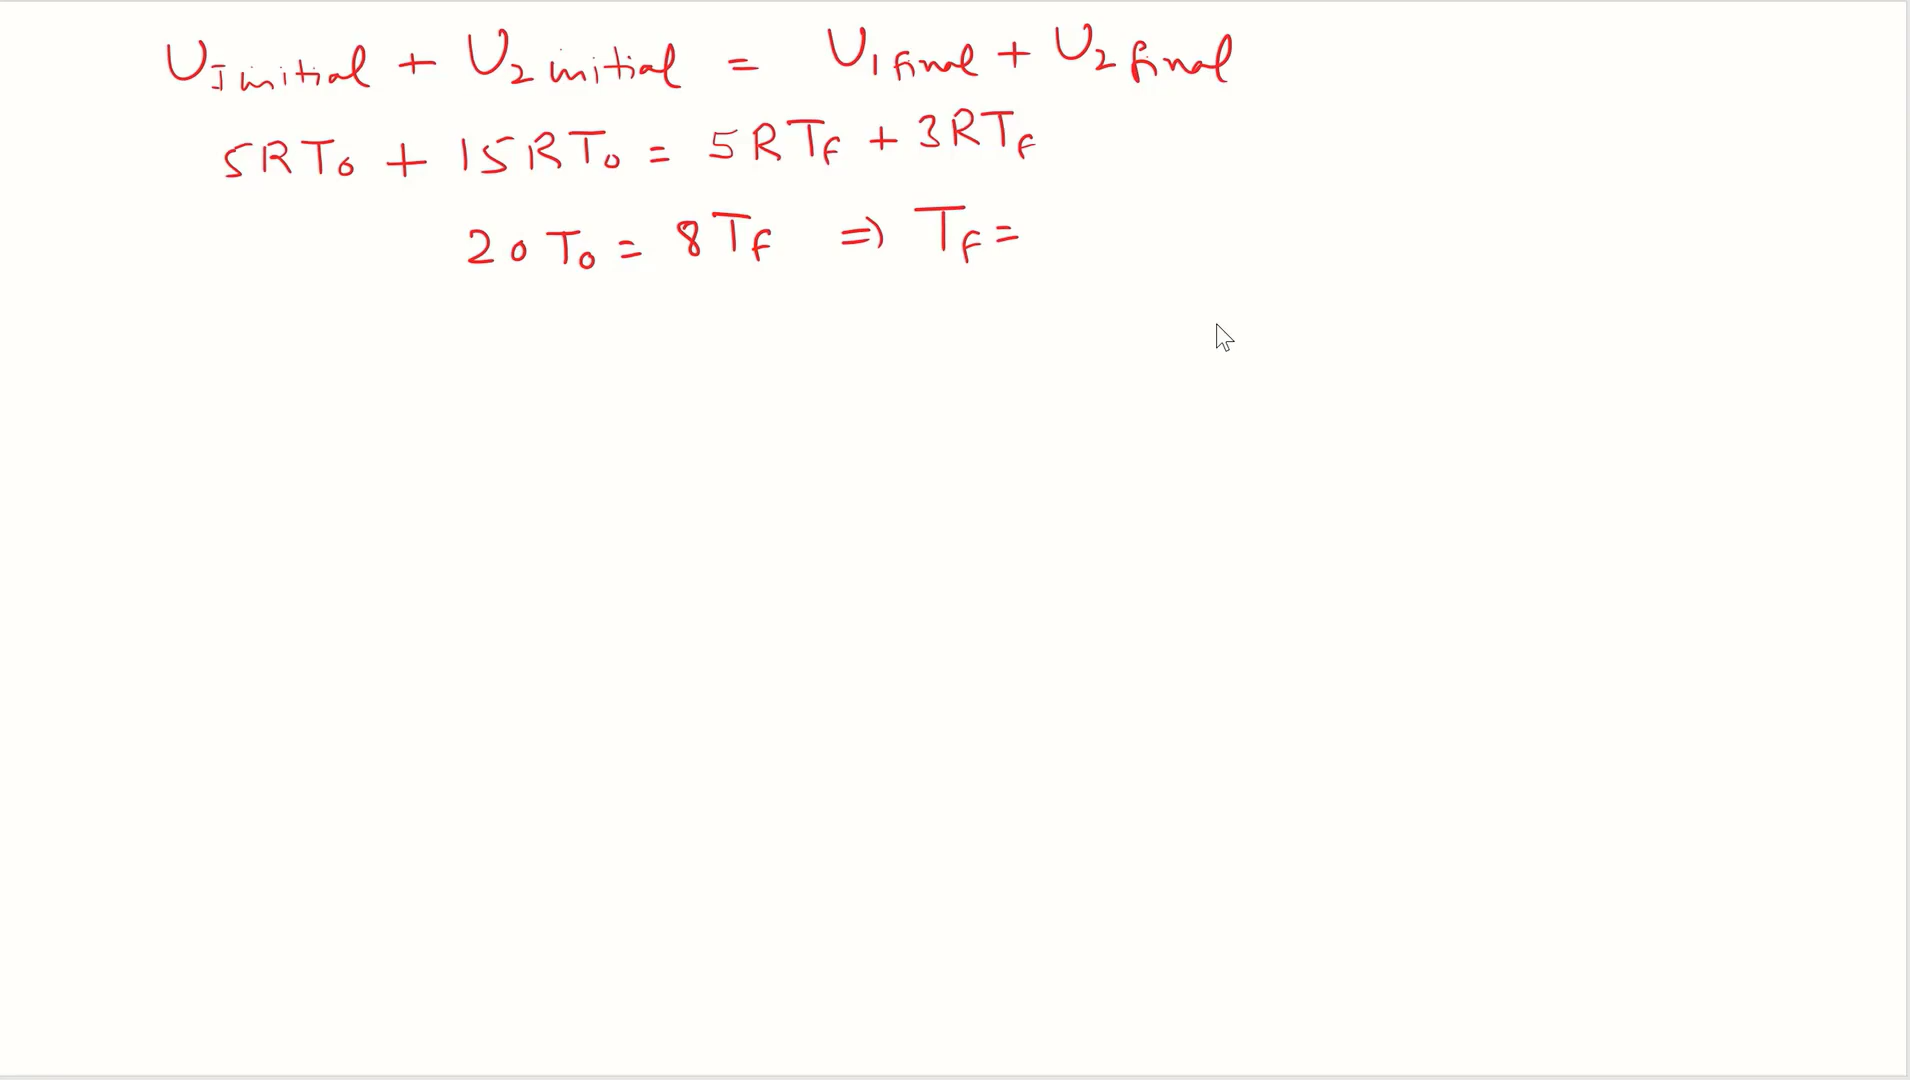 U1 initial + U2 initial = U1 final + U2 final
5RT0 + 15RT0 = 5RTf + 3RTf
20T0 = 8Tf ⇒ Tf =